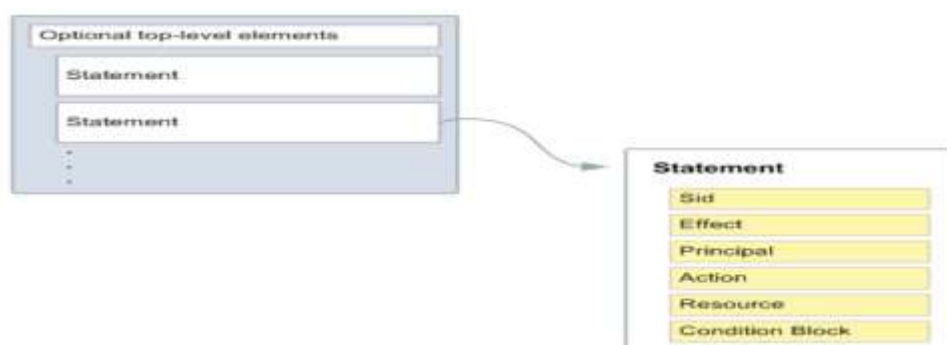 Optional top-level elements
Statement
Statement
Statement
Sid
Effect
Principal
Action
Resource
Condition Block